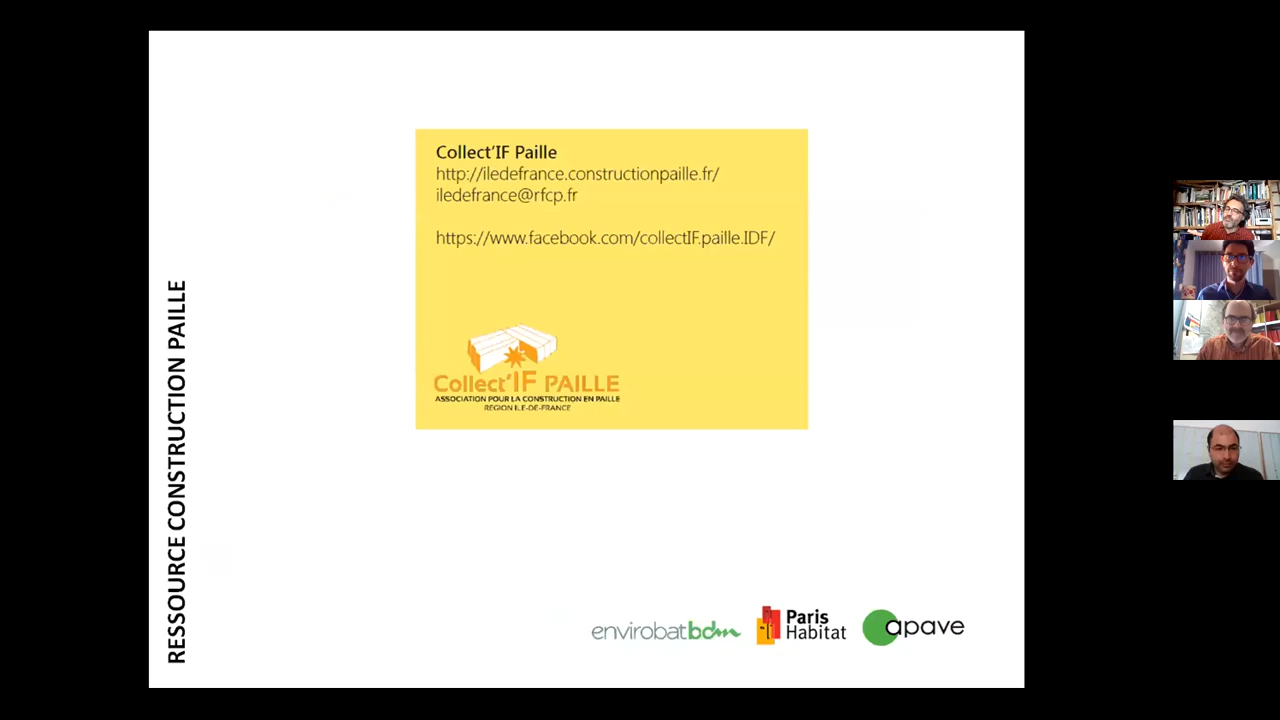 RESSOURCE CONSTRUCTION PAILLE
Collect'IF Paille
http://iledefrance.constructionpaille.fr/
iledefrance@rfcp.fr
https://www.facebook.com/collectIF.paille.IDF/
Collect'IF PAILLE
ASSOCIATION POUR LA CONSTRUCTION EN PAILLE
RÉGION ILE-DE-FRANCE
envirobatbdm
Paris
Habitat
apave